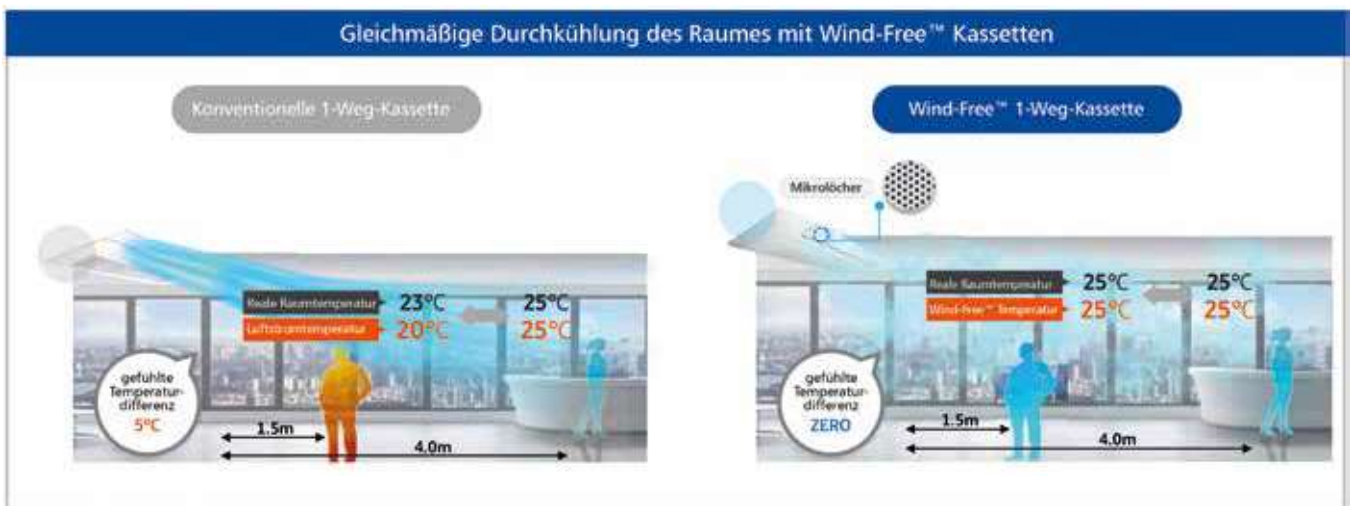 Gleichmäßige Durchkühlung des Raumes mit Wind-Free™ Kassetten
Konventionelle 1-Weg-Kassette
Reale Raumtemperatur 23°C 25°C
Luftstromtemperatur 20°C 25°C
gefühlte
Temperatur-
differenz
5°C
1.5m
4.0m
Wind-Free™ 1-Weg-Kassette
Mikrolöcher
Reale Raumtemperatur 25°C 25°C
Wind-Free™ Temperatur 25°C 25°C
gefühlte
Temperatur-
differenz
ZERO
1.5m
4.0m